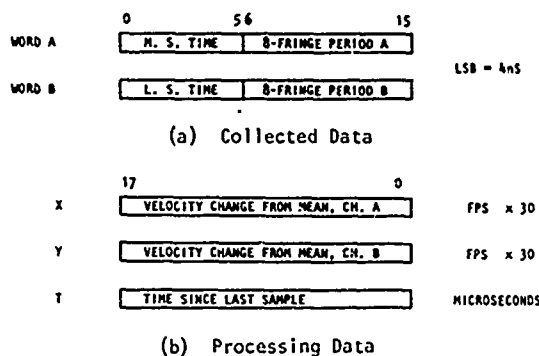 0 5 6 15
WORD A M. S. TIME 8-FRINGE PERIOD A
LSB = 4nS
WORD B L. S. TIME 8-FRINGE PERIOD B
(a) Collected Data
17 0
X VELOCITY CHANGE FROM MEAN, CH. A FPS x 30
Y VELOCITY CHANGE FROM MEAN, CH. B FPS x 30
T TIME SINCE LAST SAMPLE MICROSECONDS
(b) Processing Data